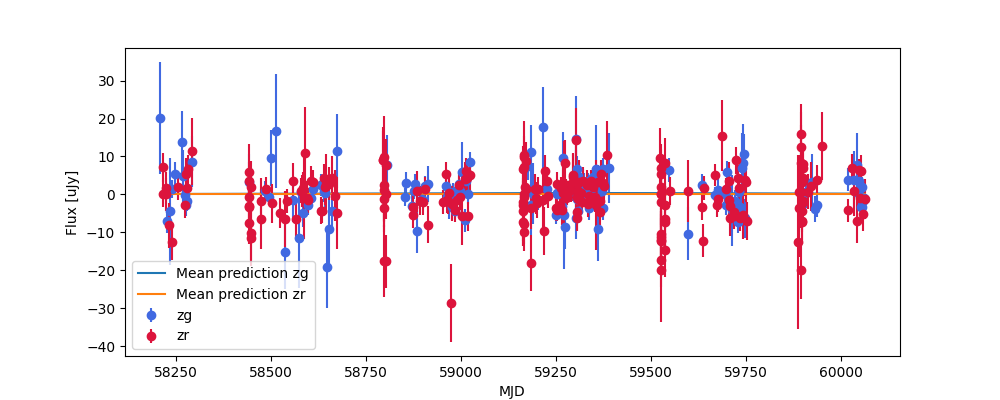 Flux [uJy]
30
20
10
0
−10
−20
−30
−40
Mean prediction zg
Mean prediction zr
zg
zr
58250 58500 58750 59000 59250 59500 59750 60000
MJD